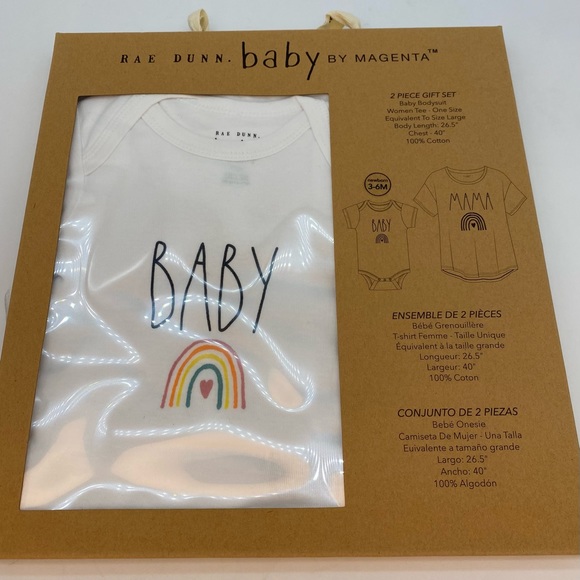 RAE DUNN. baby BY MAGENTA™
RAE DUNN.
BABY
2 PIECE GIFT SET
Baby Bodysuit
Women Tee - One Size
Equivalent To Size Large
Body Length: 26.5"
Chest - 40"
100% Cotton
newborn
3-6M
BABY
MAMA
ENSEMBLE DE 2 PIÈCES
Bébé Grenouillère
T-shirt Femme - Taille Unique
Équivalent à la taille grande
Longueur: 26.5"
Largeur: 40"
100% Coton
CONJUNTO DE 2 PIEZAS
Bebè Onesie
Camiseta De Mujer - Una Talla
Euivalente a tamaño grande
Largo: 26.5"
Ancho: 40"
100% Algodón